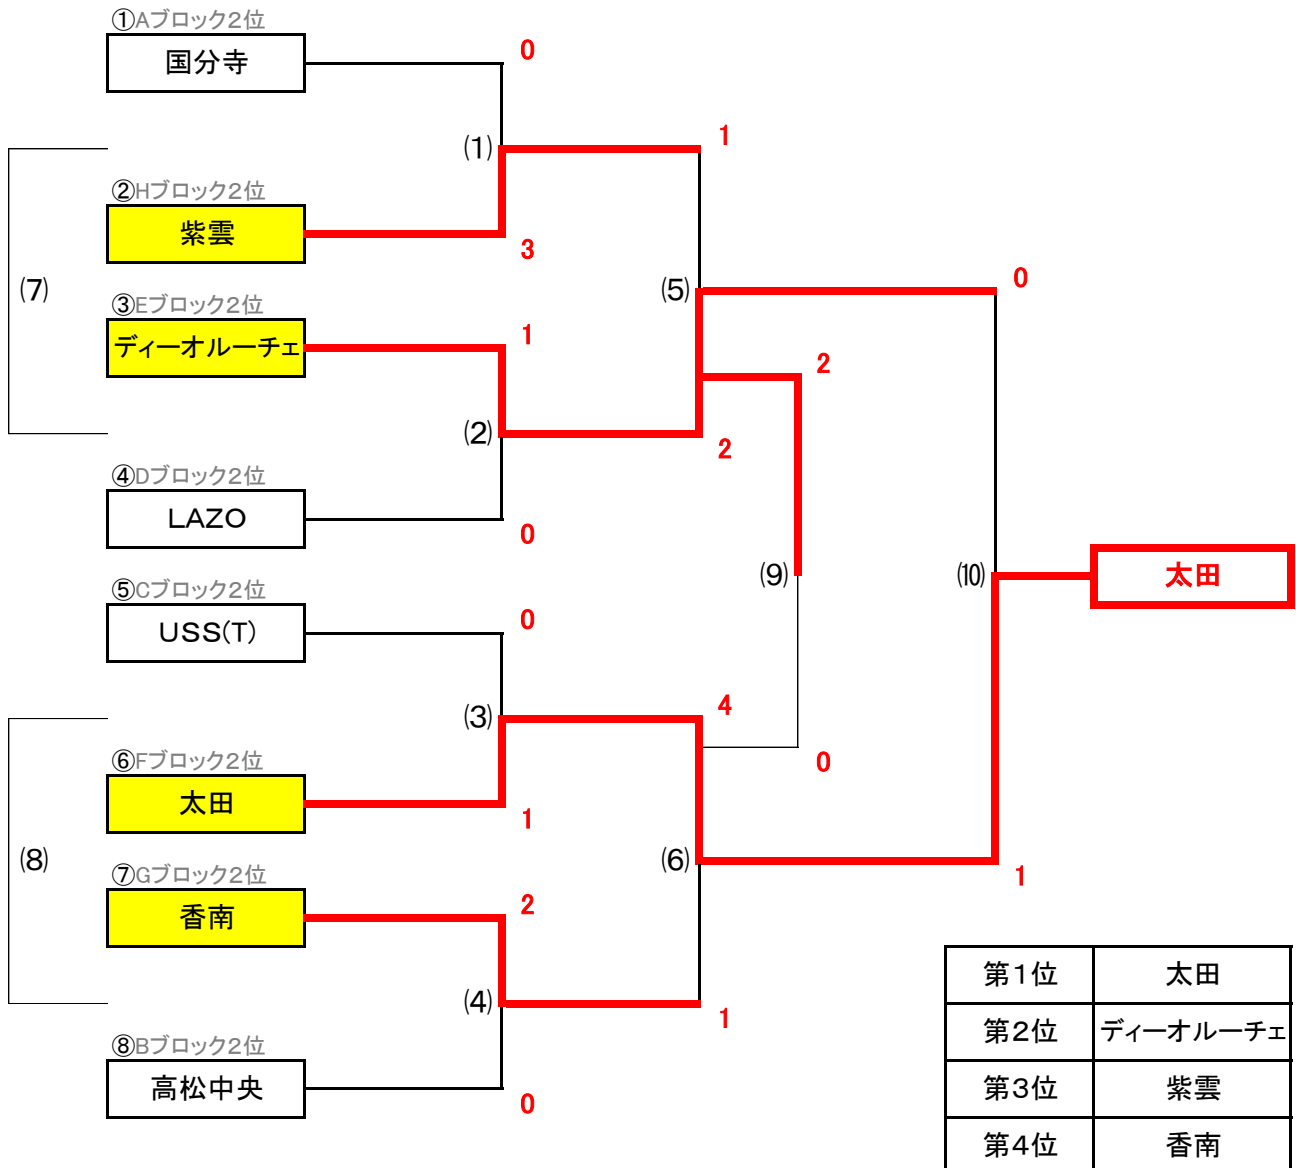 ①Aブロック2位
国分寺
0
(1)
1
②Hブロック2位
紫雲
3
(7)
(5)
0
③Eブロック2位
ディーオルーチェ
1
2
(2)
2
④Dブロック2位
LAZO
0
(9)
(10)
太田
⑤Cブロック2位
USS(T)
0
(3)
4
⑥Fブロック2位
0
太田
1
(8)
(6)
1
⑦Gブロック2位
香南
2
(4)
1
⑧Bブロック2位
高松中央
0
第1位 太田
第2位 ディーオルーチェ
第3位 紫雲
第4位 香南